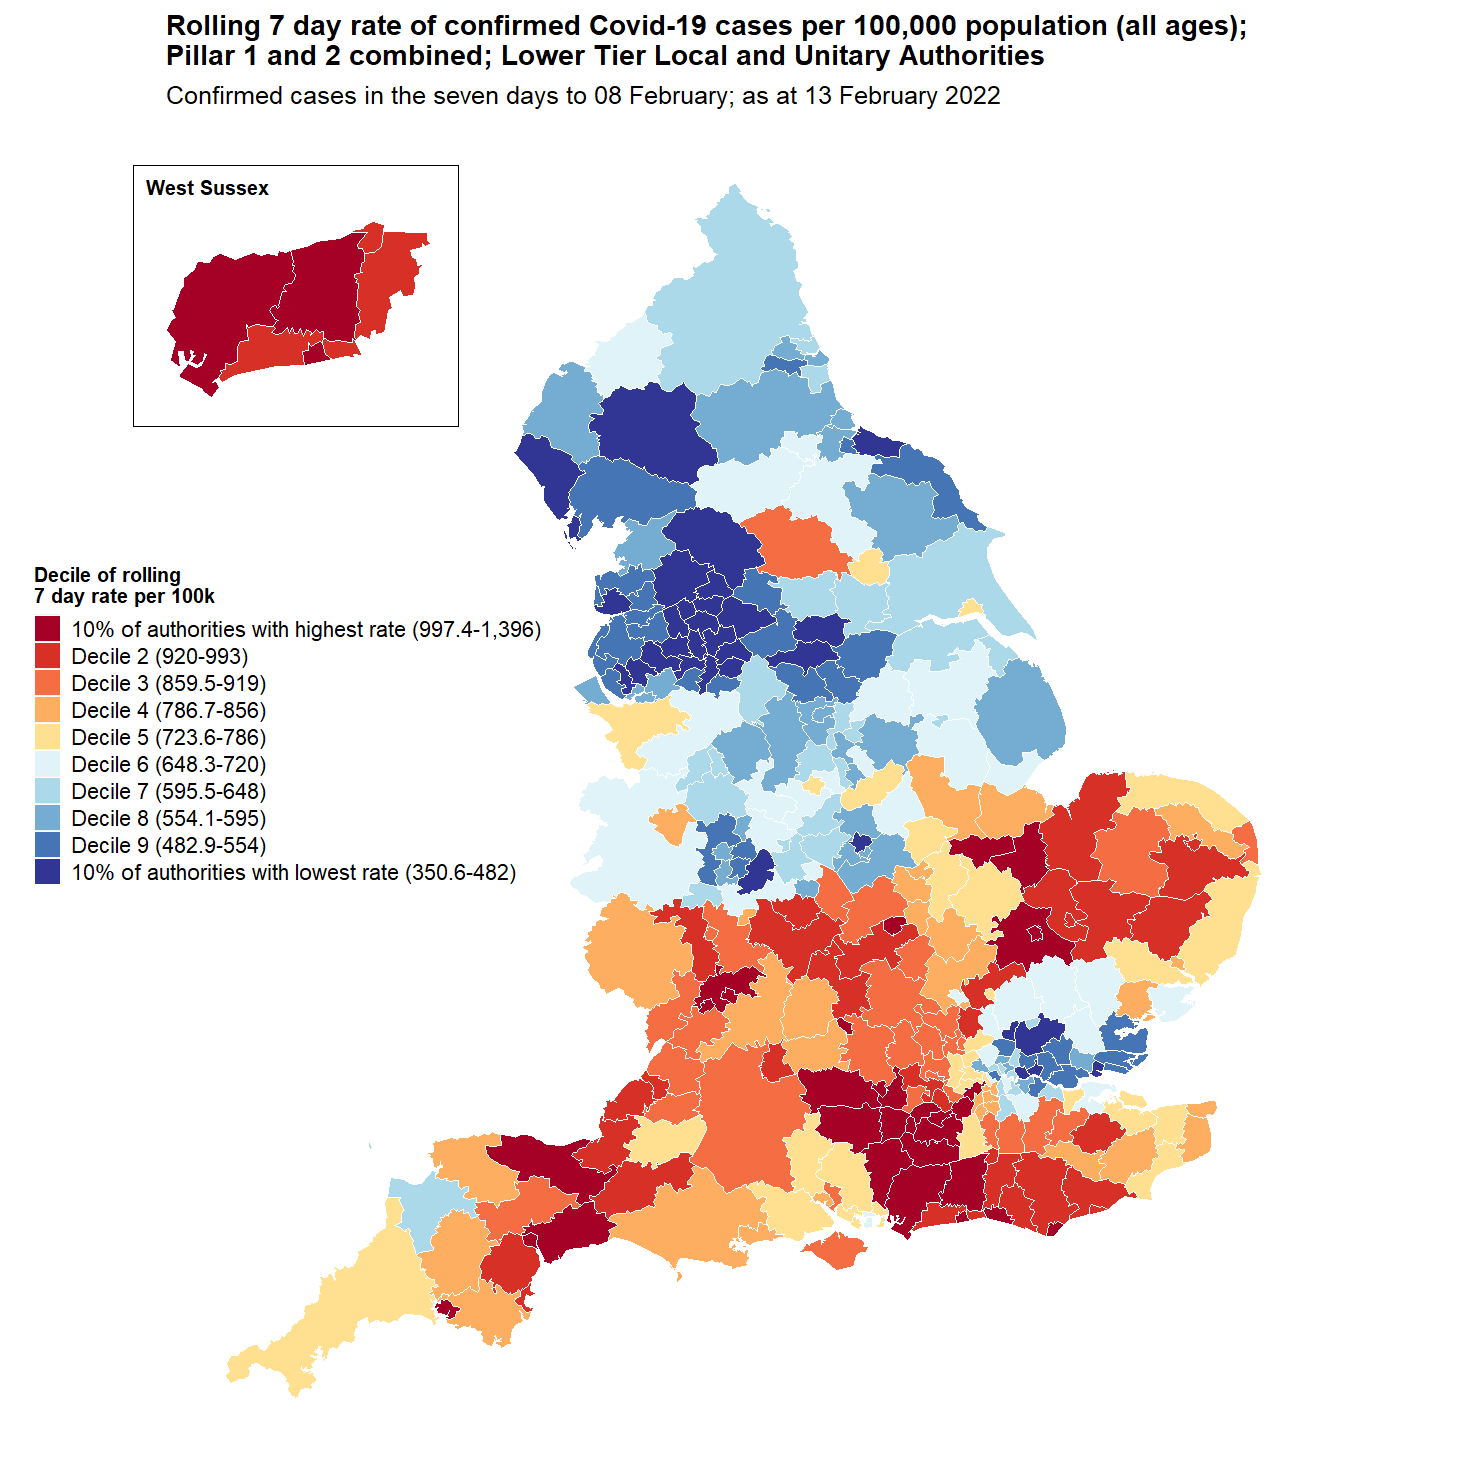 Rolling 7 day rate of confirmed Covid-19 cases per 100,000 population (all ages);
Pillar 1 and 2 combined; Lower Tier Local and Unitary Authorities
Confirmed cases in the seven days to 08 February; as at 13 February 2022
West Sussex
Decile of rolling
7 day rate per 100k
10% of authorities with highest rate (997.4-1,396)
Decile 2 (920-993)
Decile 3 (859.5-919)
Decile 4 (786.7-856)
Decile 5 (723.6-786)
Decile 6 (648.3-720)
Decile 7 (595.5-648)
Decile 8 (554.1-595)
Decile 9 (482.9-554)
10% of authorities with lowest rate (350.6-482)